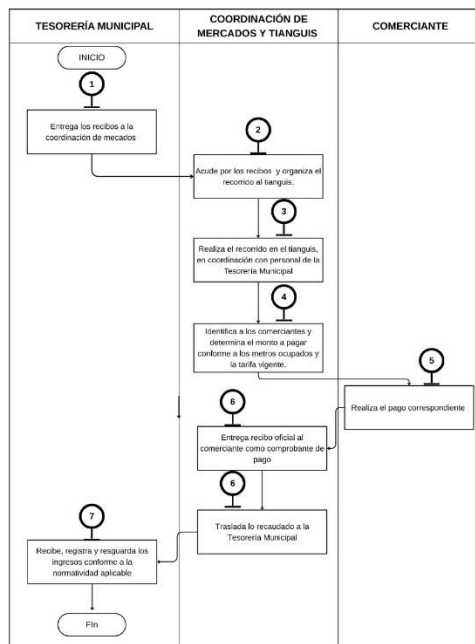 TESORERÍA MUNICIPAL
COORDINACIÓN DE
MERCADOS Y TIANGUIS
COMERCIANTE
INICIO
1
Entrega los recibos a la
coordinación de mecados
2
Acude por los recibos y organiza el
recorrido al tianguis.
3
Realiza el recorrido en el tianguis,
en coordinación con personal de la
Tesorería Municipal
4
Identifica a los comerciantes y
determina el monto a pagar
conforme a los metros ocupados y
la tarifa vigente.
5
Realiza el pago correspondiente
6
Entrega recibo oficial al
comerciante como comprobante de
pago
6
Traslada lo recaudado a la
Tesorería Municipal
7
Recibe, registra y resguarda los
ingresos conforme a la
normatividad aplicable
FIn